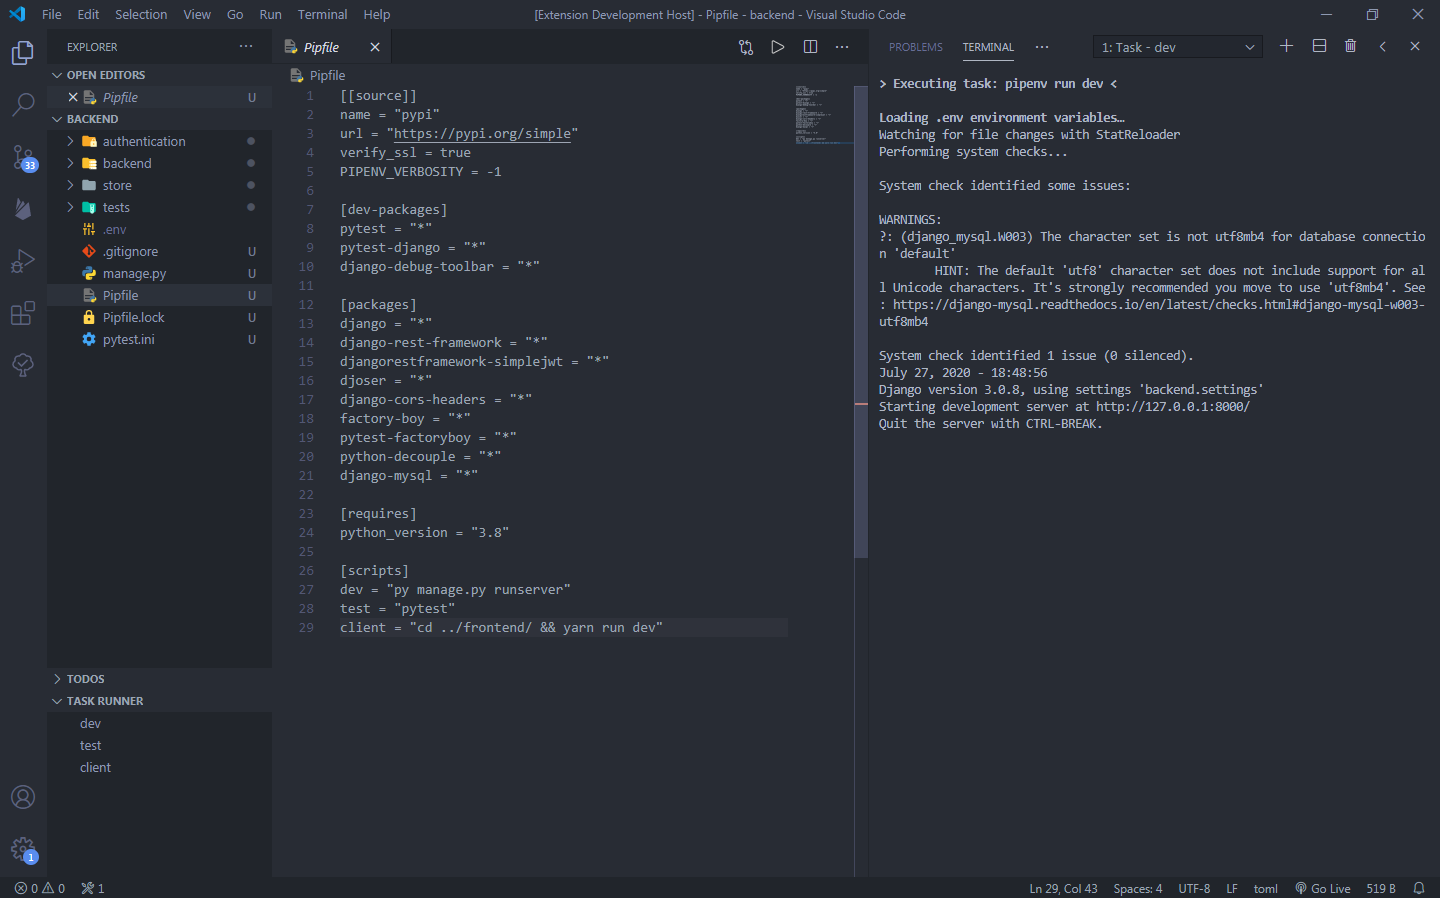 File Edit Selection View Go Run Terminal Help
[Extension Development Host] - Pipfile - backend - Visual Studio Code
EXPLORER
OPEN EDITORS
Pipfile U
BACKEND
authentication
backend
store
tests
.env
.gitignore U
manage.py U
Pipfile U
Pipfile.lock U
pytest.ini U
33
TODOS
TASK RUNNER
dev
test
client
1
Pipfile
Pipfile
1 [[source]]
2 name = "pypi"
3 url = "https://pypi.org/simple"
4 verify_ssl = true
5 PIPENV_VERBOSITY = -1
6
7 [dev-packages]
8 pytest = "*"
9 pytest-django = "*"
10 django-debug-toolbar = "*"
11
12 [packages]
13 django = "*"
14 django-rest-framework = "*"
15 djangorestframework-simplejwt = "*"
16 djoser = "*"
17 django-cors-headers = "*"
18 factory-boy = "*"
19 pytest-factoryboy = "*"
20 python-decouple = "*"
21 django-mysql = "*"
22
23 [requires]
24 python_version = "3.8"
25
26 [scripts]
27 dev = "py manage.py runserver"
28 test = "pytest"
29 client = "cd ../frontend/ && yarn run dev"
PROBLEMS TERMINAL
1: Task - dev
> Executing task: pipenv run dev <
Loading .env environment variables…
Watching for file changes with StatReloader
Performing system checks...
System check identified some issues:
WARNINGS:
?: (django_mysql.W003) The character set is not utf8mb4 for database connectio
n 'default'
HINT: The default 'utf8' character set does not include support for al
l Unicode characters. It's strongly recommended you move to use 'utf8mb4'. See
: https://django-mysql.readthedocs.io/en/latest/checks.html#django-mysql-w003-
utf8mb4
System check identified 1 issue (0 silenced).
July 27, 2020 - 18:48:56
Django version 3.0.8, using settings 'backend.settings'
Starting development server at http://127.0.0.1:8000/
Quit the server with CTRL-BREAK.
0 0 1
Ln 29, Col 43 Spaces: 4 UTF-8 LF toml Go Live 519 B